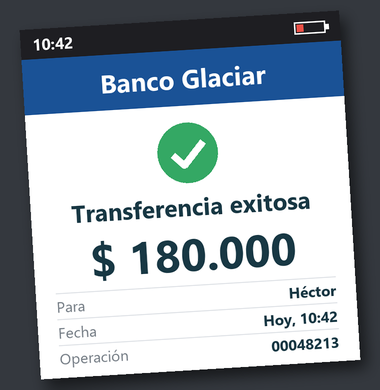 10:42
Banco Glaciar
Transferencia exitosa
$ 180.000
Para Héctor
Fecha Hoy, 10:42
Operación 00048213